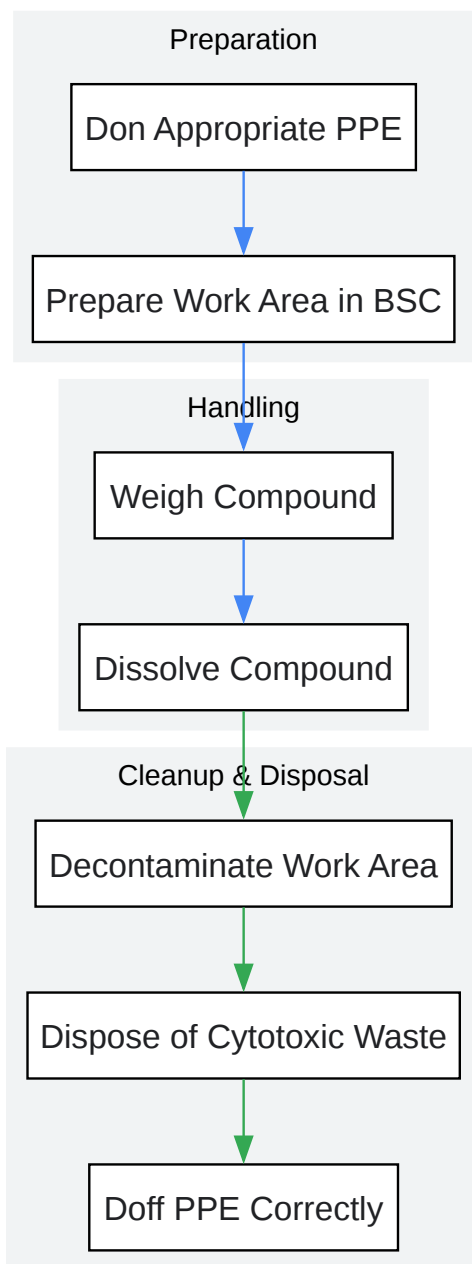 Preparation
Don Appropriate PPE
Prepare Work Area in BSC
Handling
Weigh Compound
Dissolve Compound
Cleanup & Disposal
Decontaminate Work Area
Dispose of Cytotoxic Waste
Doff PPE Correctly